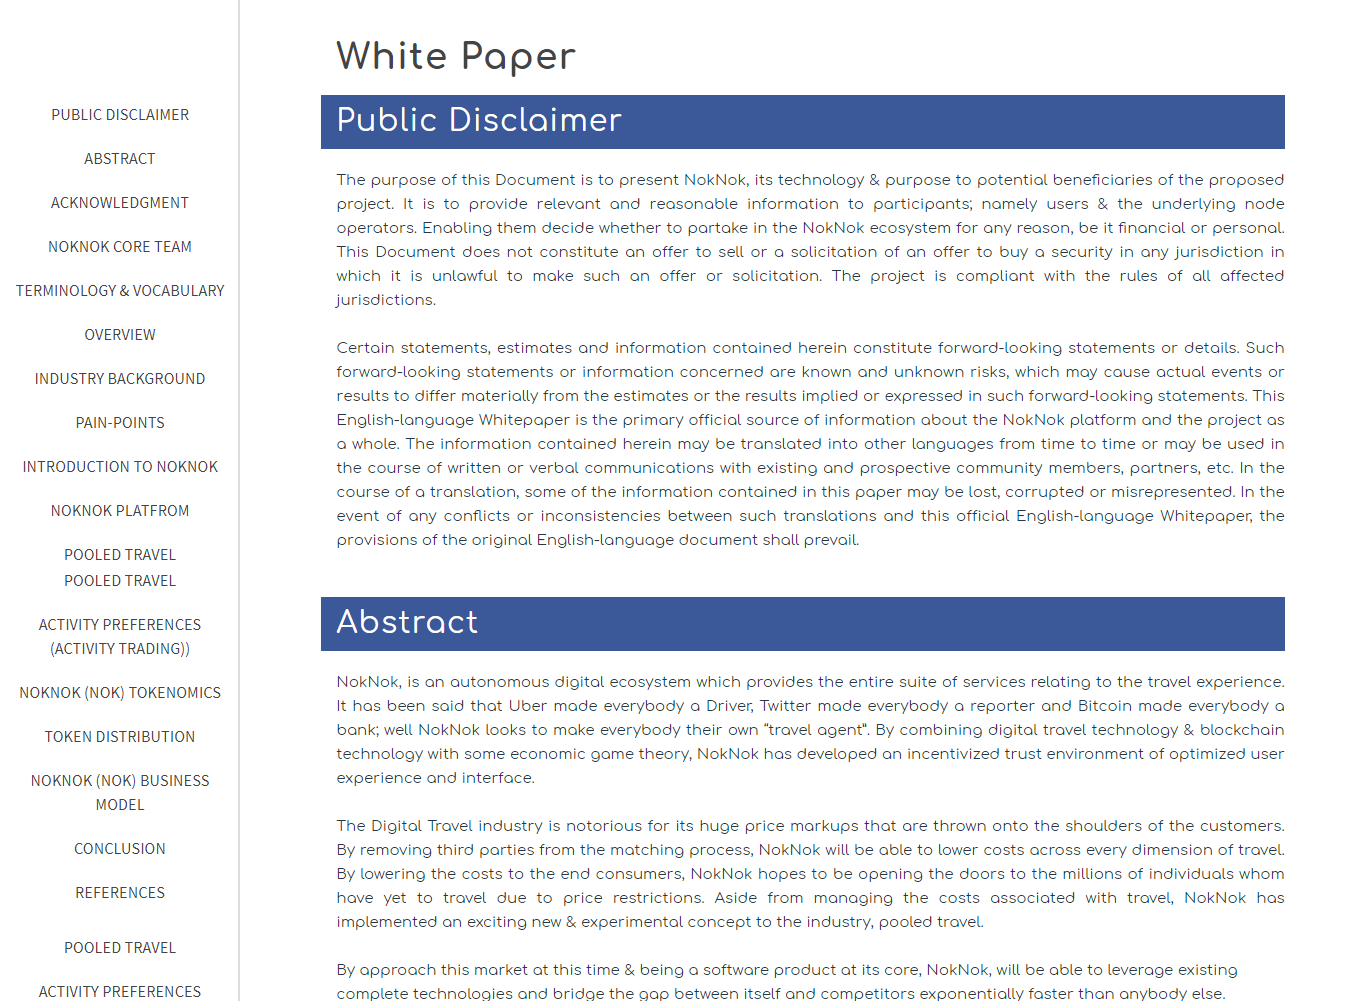 PUBLIC DISCLAIMER
ABSTRACT
ACKNOWLEDGMENT
NOKNOK CORE TEAM
TERMINOLOGY & VOCABULARY
OVERVIEW
INDUSTRY BACKGROUND
PAIN-POINTS
INTRODUCTION TO NOKNOK
NOKNOK PLATFROM
POOLED TRAVEL
POOLED TRAVEL
ACTIVITY PREFERENCES
(ACTIVITY TRADING))
NOKNOK (NOK) TOKENOMICS
TOKEN DISTRIBUTION
NOKNOK (NOK) BUSINESS
MODEL
CONCLUSION
REFERENCES
POOLED TRAVEL
ACTIVITY PREFERENCES
White Paper
Public Disclaimer
The purpose of this Document is to present NokNok, its technology & purpose to potential beneficiaries of the proposed
project. It is to provide relevant and reasonable information to participants; namely users & the underlying node
operators. Enabling them decide whether to partake in the NokNok ecosystem for any reason, be it financial or personal.
This Document does not constitute an offer to sell or a solicitation of an offer to buy a security in any jurisdiction in
which it is unlawful to make such an offer or solicitation. The project is compliant with the rules of all affected
jurisdictions.
Certain statements, estimates and information contained herein constitute forward-looking statements or details. Such
forward-looking statements or information concerned are known and unknown risks, which may cause actual events or
results to differ materially from the estimates or the results implied or expressed in such forward-looking statements. This
English-language Whitepaper is the primary official source of information about the NokNok platform and the project as
a whole. The information contained herein may be translated into other languages from time to time or may be used in
the course of written or verbal communications with existing and prospective community members, partners, etc. In the
course of a translation, some of the information contained in this paper may be lost, corrupted or misrepresented. In the
event of any conflicts or inconsistencies between such translations and this official English-language Whitepaper, the
provisions of the original English-language document shall prevail.
Abstract
NokNok, is an autonomous digital ecosystem which provides the entire suite of services relating to the travel experience.
It has been said that Uber made everybody a Driver, Twitter made everybody a reporter and Bitcoin made everybody a
bank; well NokNok looks to make everybody their own “travel agent”. By combining digital travel technology & blockchain
technology with some economic game theory, NokNok has developed an incentivized trust environment of optimized user
experience and interface.
The Digital Travel industry is notorious for its huge price markups that are thrown onto the shoulders of the customers.
By removing third parties from the matching process, NokNok will be able to lower costs across every dimension of travel.
By lowering the costs to the end consumers, NokNok hopes to be opening the doors to the millions of individuals whom
have yet to travel due to price restrictions. Aside from managing the costs associated with travel, NokNok has
implemented an exciting new & experimental concept to the industry, pooled travel.
By approach this market at this time & being a software product at its core, NokNok, will be able to leverage existing
complete technologies and bridge the gap between itself and competitors exponentially faster than anybody else.